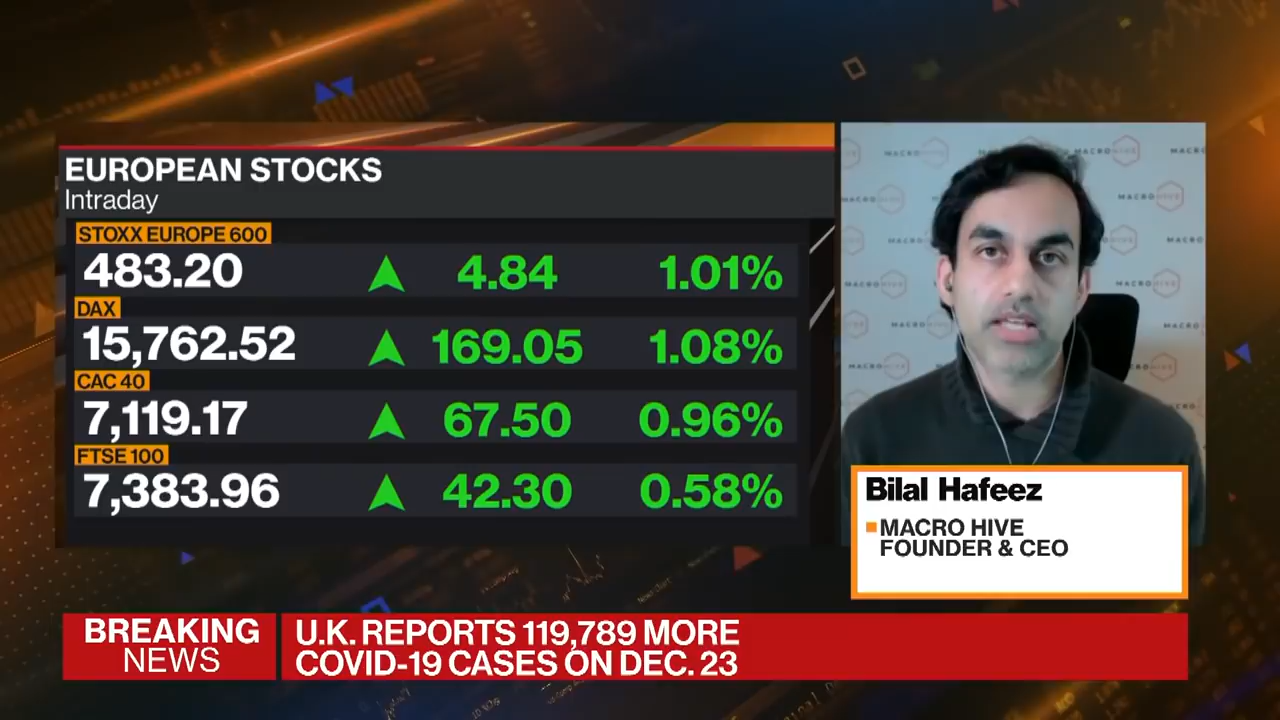 EUROPEAN STOCKS
Intraday
STOXX EUROPE 600
483.20 4.84 1.01%
DAX
15,762.52 169.05 1.08%
CAC 40
7,119.17 67.50 0.96%
FTSE 100
7,383.96 42.30 0.58%
MACRO HIVE
Bilal Hafeez
MACRO HIVE
FOUNDER & CEO
BREAKING
NEWS
U.K. REPORTS 119,789 MORE
COVID-19 CASES ON DEC. 23